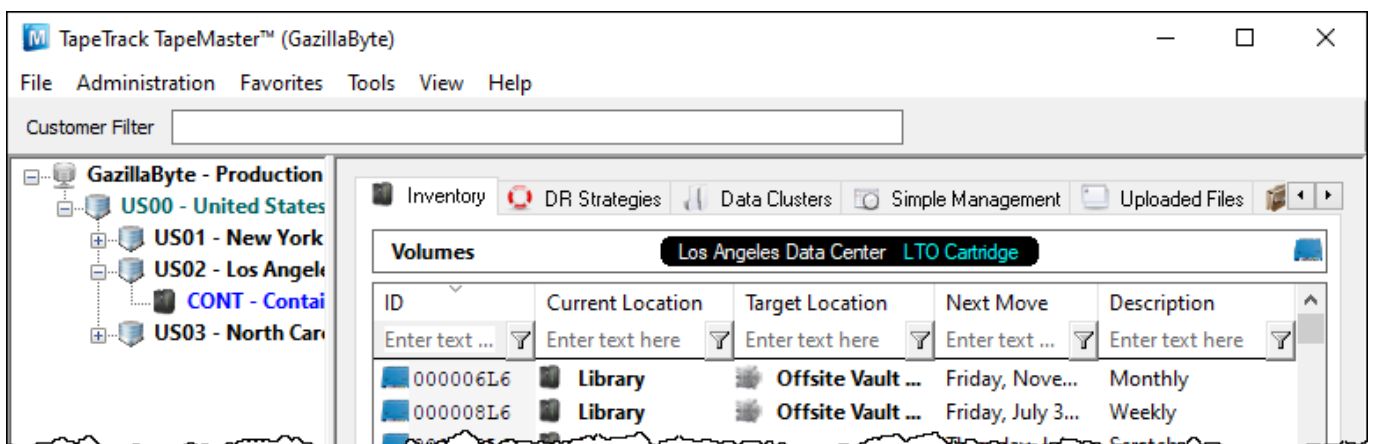 TapeTrack TapeMaster™ (GazillaByte)
File Administration Favorites Tools View Help
Customer Filter
GazillaByte - Production
US00 - United States
US01 - New York
US02 - Los Angele
CONT - Contai
US03 - North Car
Inventory DR Strategies Data Clusters Simple Management Uploaded Files
Volumes Los Angeles Data Center LTO Cartridge
ID Current Location Target Location Next Move Description
Enter text ... Enter text here Enter text here Enter text ... Enter text here
000006L6 Library Offsite Vault ... Friday, Nove... Monthly
000008L6 Library Offsite Vault ... Friday, July 3... Weekly